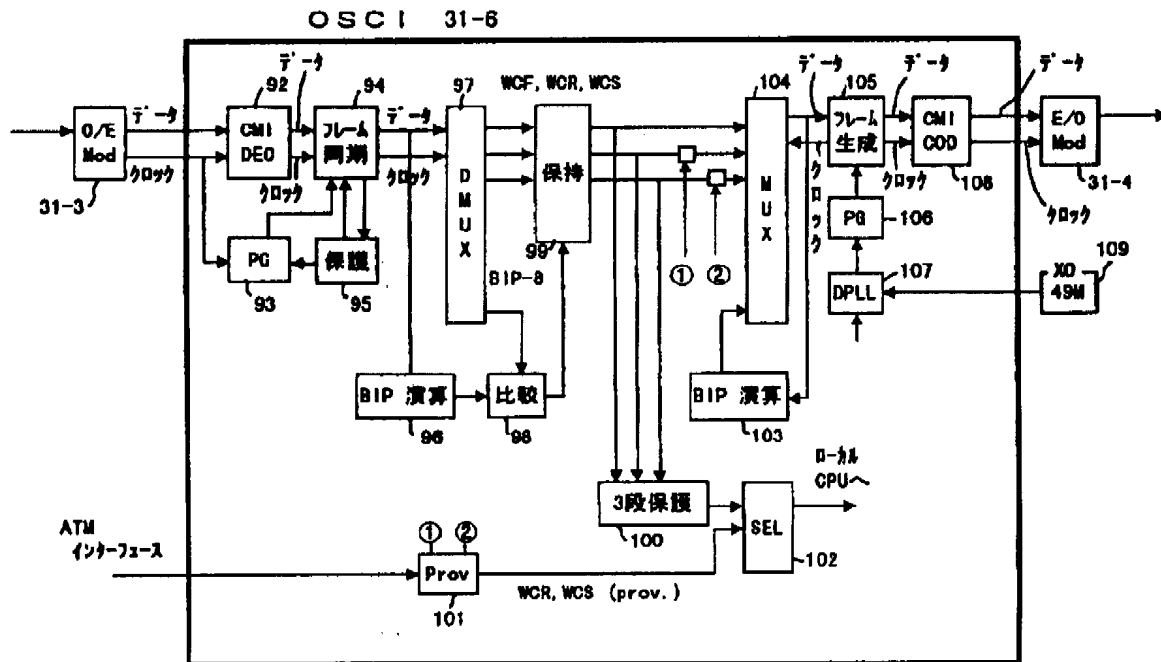 OSCI 31-6
データ
データ
92
94
データ
97
WCF, WCR, WCS
104
データ
105
データ
データ
O/E
Mod
CMI
DEO
フレーム
同期
DMUX
保持
MUX
フレーム
生成
CMI
COD
E/O
Mod
クロック
クロック
クロック
クロック
クロック
クロック
31-3
99
108
31-4
PG
保護
BIP-8
①
②
PG
106
93
95
DPLL
107
XO
49M
109
BIP 演算
比較
BIP 演算
96
98
103
ローカル
CPUへ
3段保護
SEL
100
102
ATM
インターフェース
①
②
Prov
WCR, WCS (prov.)
101